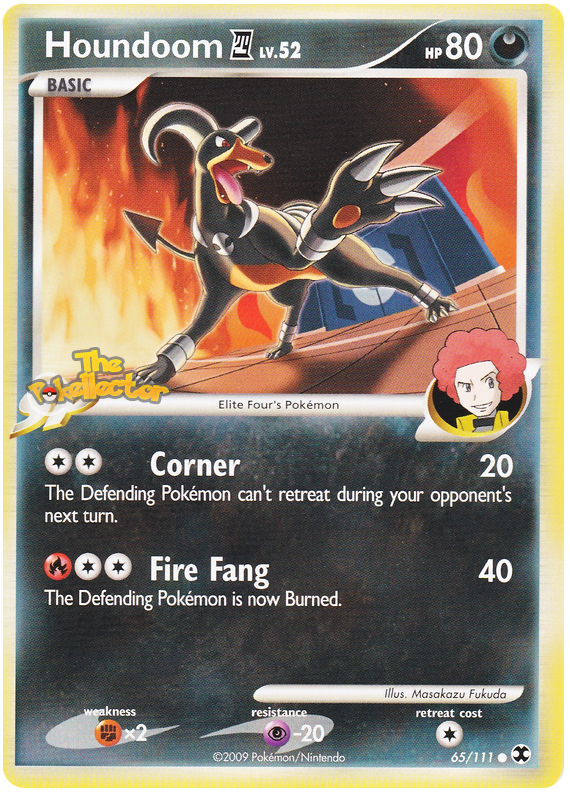 Houndoom 四 LV.52 HP 80
BASIC
The
Pokellector
Elite Four's Pokémon
Corner 20
The Defending Pokémon can't retreat during your opponent's
next turn.
Fire Fang 40
The Defending Pokémon is now Burned.
Illus. Masakazu Fukuda
weakness resistance retreat cost
×2 -20
©2009 Pokémon/Nintendo 65/111